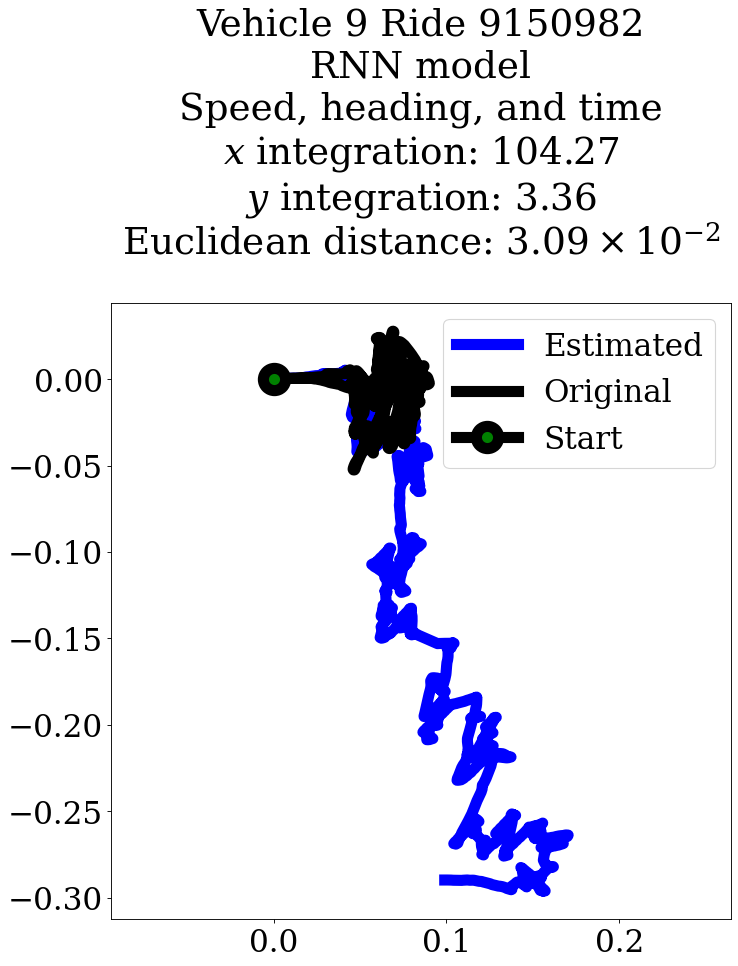 Vehicle 9 Ride 9150982
RNN model
Speed, heading, and time
x integration: 104.27
y integration: 3.36
Euclidean distance: 3.09 × 10⁻²
Estimated
Original
Start
0.00
−0.05
−0.10
−0.15
−0.20
−0.25
−0.30
0.0 0.1 0.2